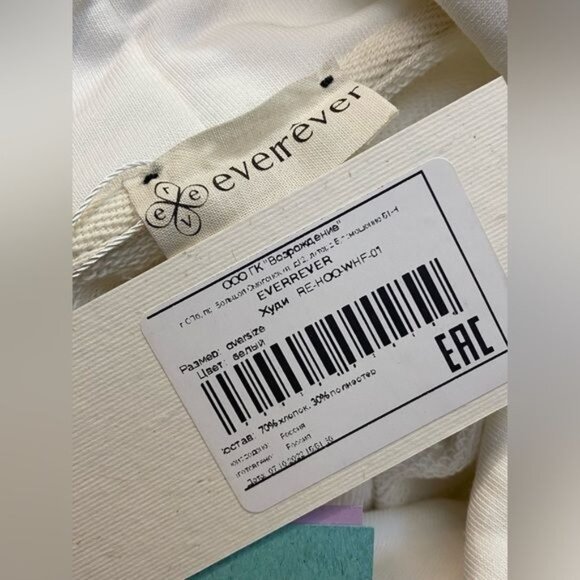 everrêver
e r v e
ООО ГК "Возрождение"
EVERREVER
Худи RE-HOO-WHF-01
Размер: oversize
Цвет: белый
EAC
состав: 70% хлопок, 30% полиэстер
Россия
Россия